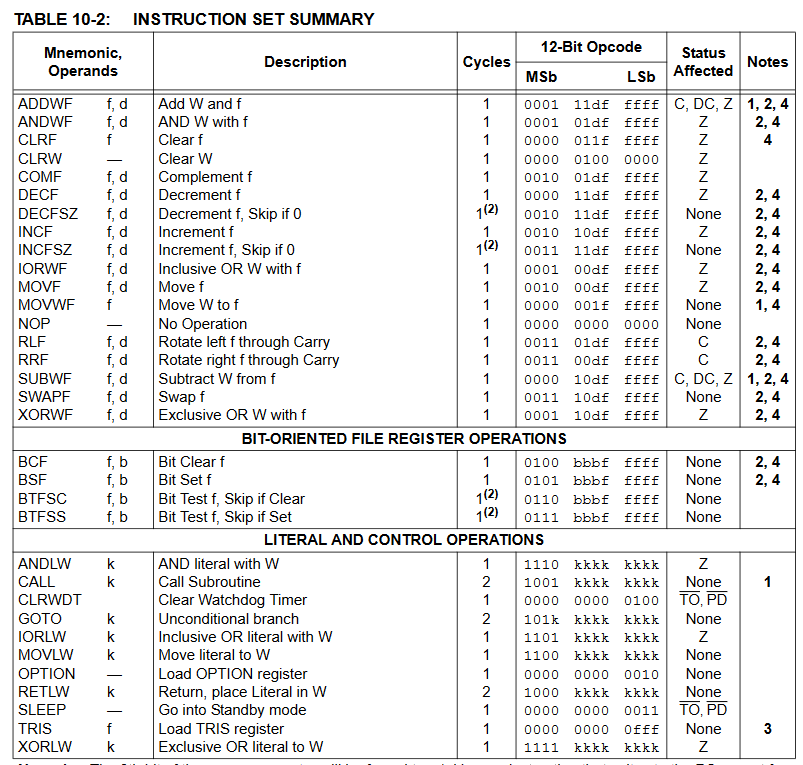 TABLE 10-2: INSTRUCTION SET SUMMARY
Mnemonic, Operands Description Cycles 12-Bit Opcode Status Affected Notes
MSb LSb
ADDWF f, d Add W and f 1 0001 11df ffff C, DC, Z 1, 2, 4
ANDWF f, d AND W with f 1 0001 01df ffff Z 2, 4
CLRF f Clear f 1 0000 011f ffff Z 4
CLRW — Clear W 1 0000 0100 0000 Z
COMF f, d Complement f 1 0010 01df ffff Z
DECF f, d Decrement f 1 0000 11df ffff Z 2, 4
DECFSZ f, d Decrement f, Skip if 0 1(2) 0010 11df ffff None 2, 4
INCF f, d Increment f 1 0010 10df ffff Z 2, 4
INCFSZ f, d Increment f, Skip if 0 1(2) 0011 11df ffff None 2, 4
IORWF f, d Inclusive OR W with f 1 0001 00df ffff Z 2, 4
MOVF f, d Move f 1 0010 00df ffff Z 2, 4
MOVWF f Move W to f 1 0000 001f ffff None 1, 4
NOP — No Operation 1 0000 0000 0000 None
RLF f, d Rotate left f through Carry 1 0011 01df ffff C 2, 4
RRF f, d Rotate right f through Carry 1 0011 00df ffff C 2, 4
SUBWF f, d Subtract W from f 1 0000 10df ffff C, DC, Z 1, 2, 4
SWAPF f, d Swap f 1 0011 10df ffff None 2, 4
XORWF f, d Exclusive OR W with f 1 0001 10df ffff Z 2, 4
BIT-ORIENTED FILE REGISTER OPERATIONS
BCF f, b Bit Clear f 1 0100 bbbf ffff None 2, 4
BSF f, b Bit Set f 1 0101 bbbf ffff None 2, 4
BTFSC f, b Bit Test f, Skip if Clear 1(2) 0110 bbbf ffff None
BTFSS f, b Bit Test f, Skip if Set 1(2) 0111 bbbf ffff None
LITERAL AND CONTROL OPERATIONS
ANDLW k AND literal with W 1 1110 kkkk kkkk Z
CALL k Call Subroutine 2 1001 kkkk kkkk None 1
CLRWDT Clear Watchdog Timer 1 0000 0000 0100 TO, PD
GOTO k Unconditional branch 2 101k kkkk kkkk None
IORLW k Inclusive OR literal with W 1 1101 kkkk kkkk Z
MOVLW k Move literal to W 1 1100 kkkk kkkk None
OPTION — Load OPTION register 1 0000 0000 0010 None
RETLW k Return, place Literal in W 2 1000 kkkk kkkk None
SLEEP — Go into Standby mode 1 0000 0000 0011 TO, PD
TRIS f Load TRIS register 1 0000 0000 0fff None 3
XORLW k Exclusive OR literal to W 1 1111 kkkk kkkk Z